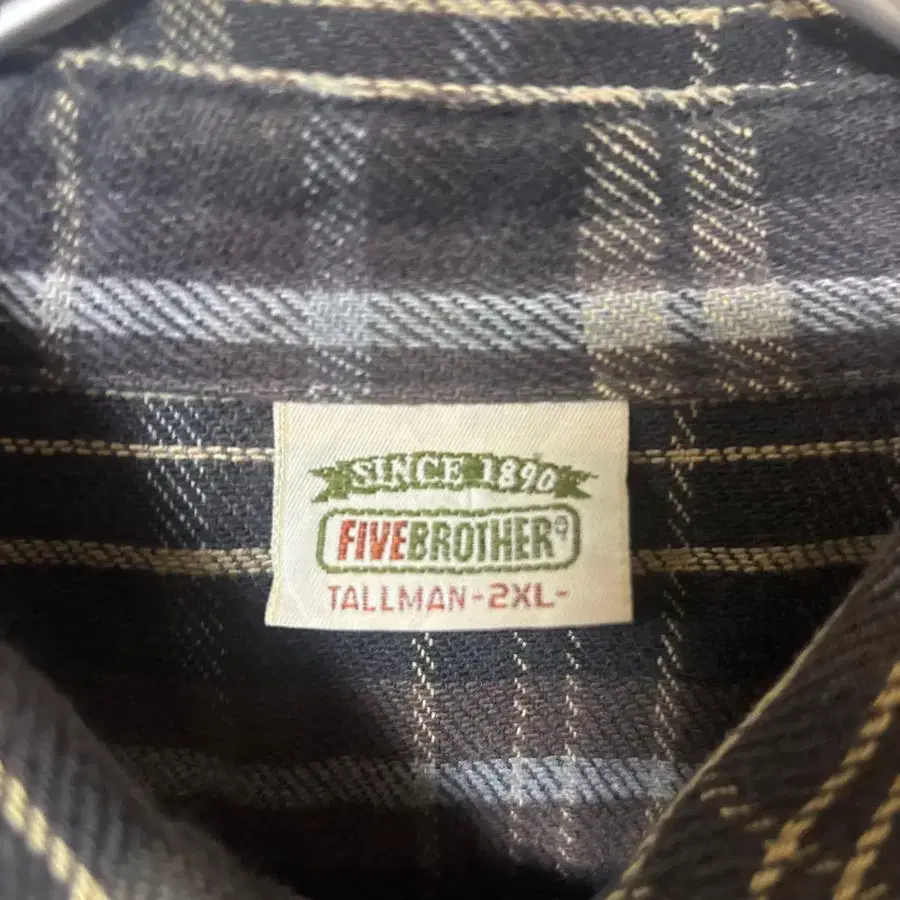 SINCE 1890
FIVEBROTHER®
TALLMAN-2XL-